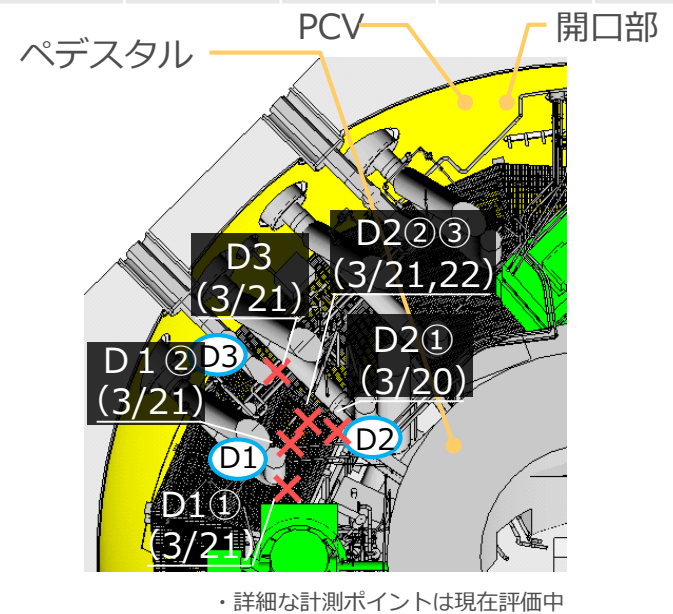 PCV
開口部
ペデスタル
D2②③
(3/21,22)
D3
(3/21)
D2①
(3/20)
D1②
(3/21)
D3
D2
D1
D1①
(3/21)
・詳細な計測ポイントは現在評価中